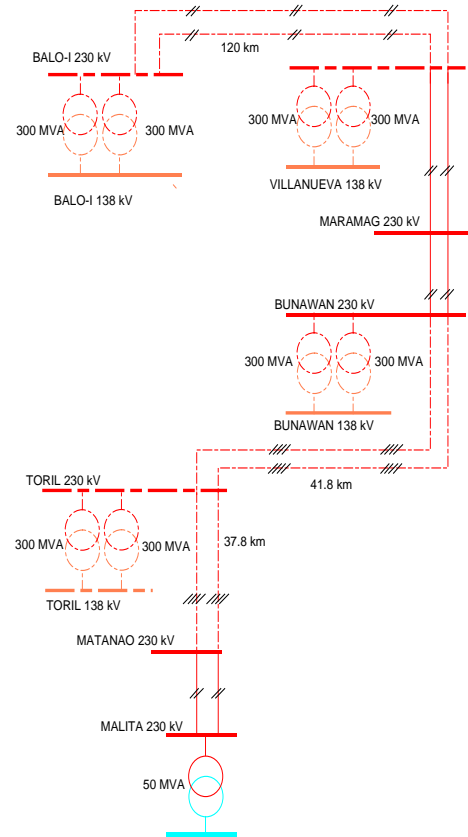 BALO-I 230 kV
120 km
300 MVA
300 MVA
300 MVA
300 MVA
BALO-I 138 kV
VILLANUEVA 138 kV
MARAMAG 230 kV
BUNAWAN 230 kV
300 MVA
300 MVA
BUNAWAN 138 kV
TORIL 230 kV
41.8 km
300 MVA
300 MVA
37.8 km
TORIL 138 kV
MATANAO 230 kV
MALITA 230 kV
50 MVA